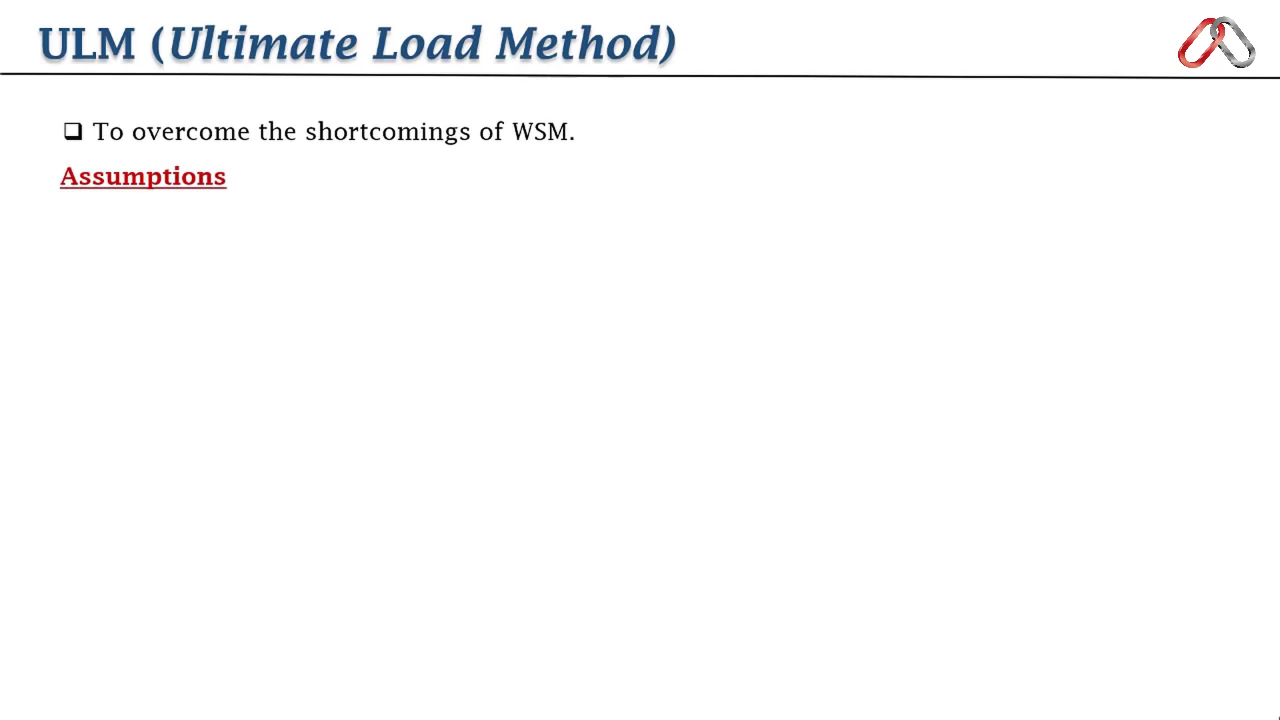 ULM (Ultimate Load Method)
❑ To overcome the shortcomings of WSM.
Assumptions